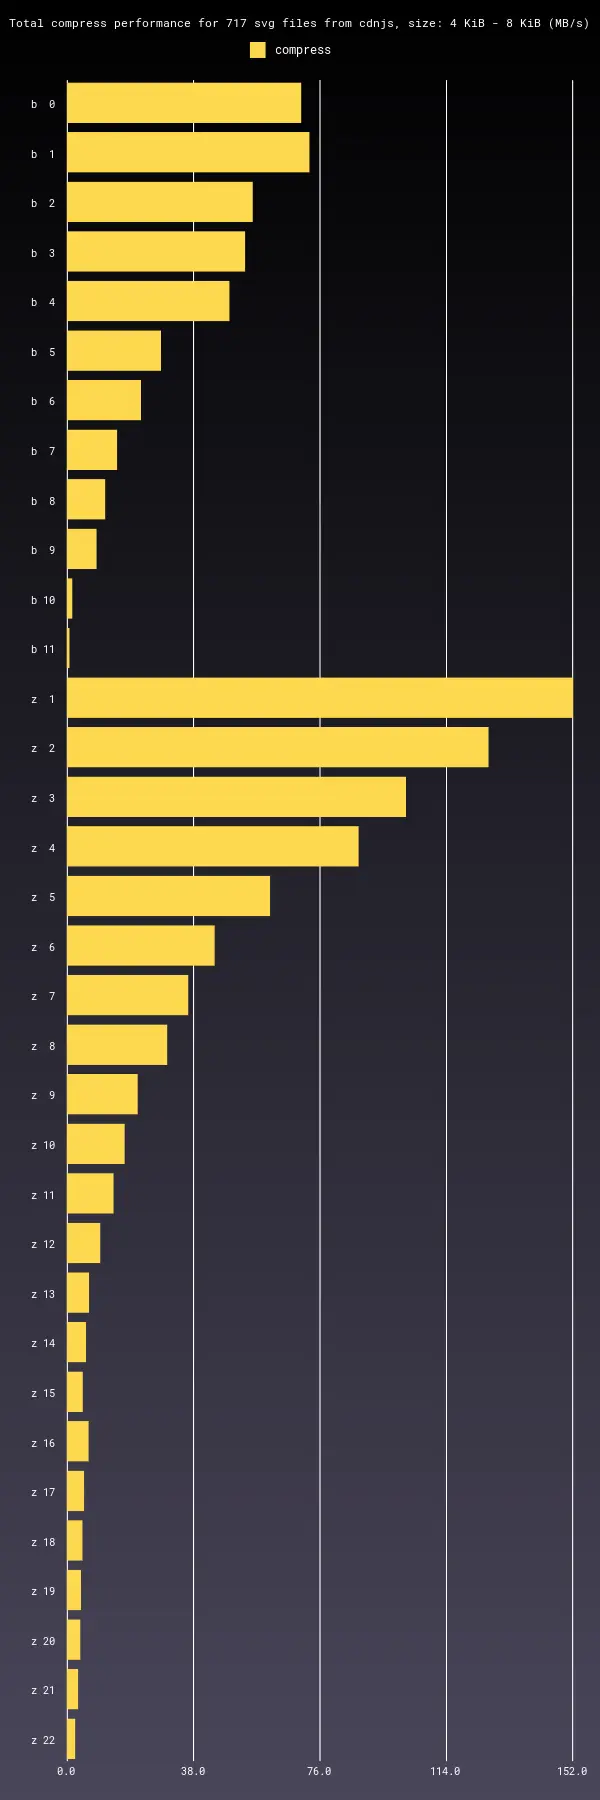 Total compress performance for 717 svg files from cdnjs, size: 4 KiB - 8 KiB (MB/s)
compress
b  0
b  1
b  2
b  3
b  4
b  5
b  6
b  7
b  8
b  9
b 10
b 11
z  1
z  2
z  3
z  4
z  5
z  6
z  7
z  8
z  9
z 10
z 11
z 12
z 13
z 14
z 15
z 16
z 17
z 18
z 19
z 20
z 21
z 22
0.0 38.0 76.0 114.0 152.0